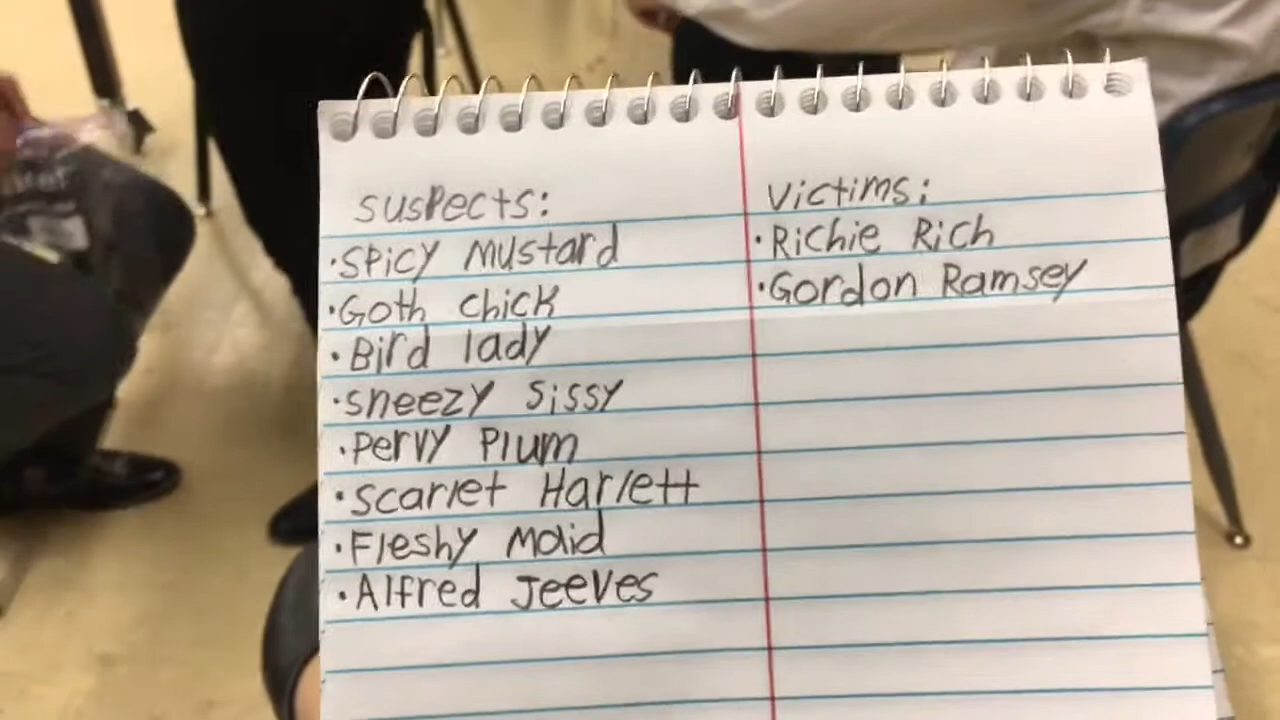 suspects:
·spicy mustard
·Goth chick
·Bird lady
·sneezy sissy
·pervy Plum
·scarlet Harlett
·Fleshy maid
·Alfred Jeeves
victims:
·Richie Rich
·Gordon Ramsey